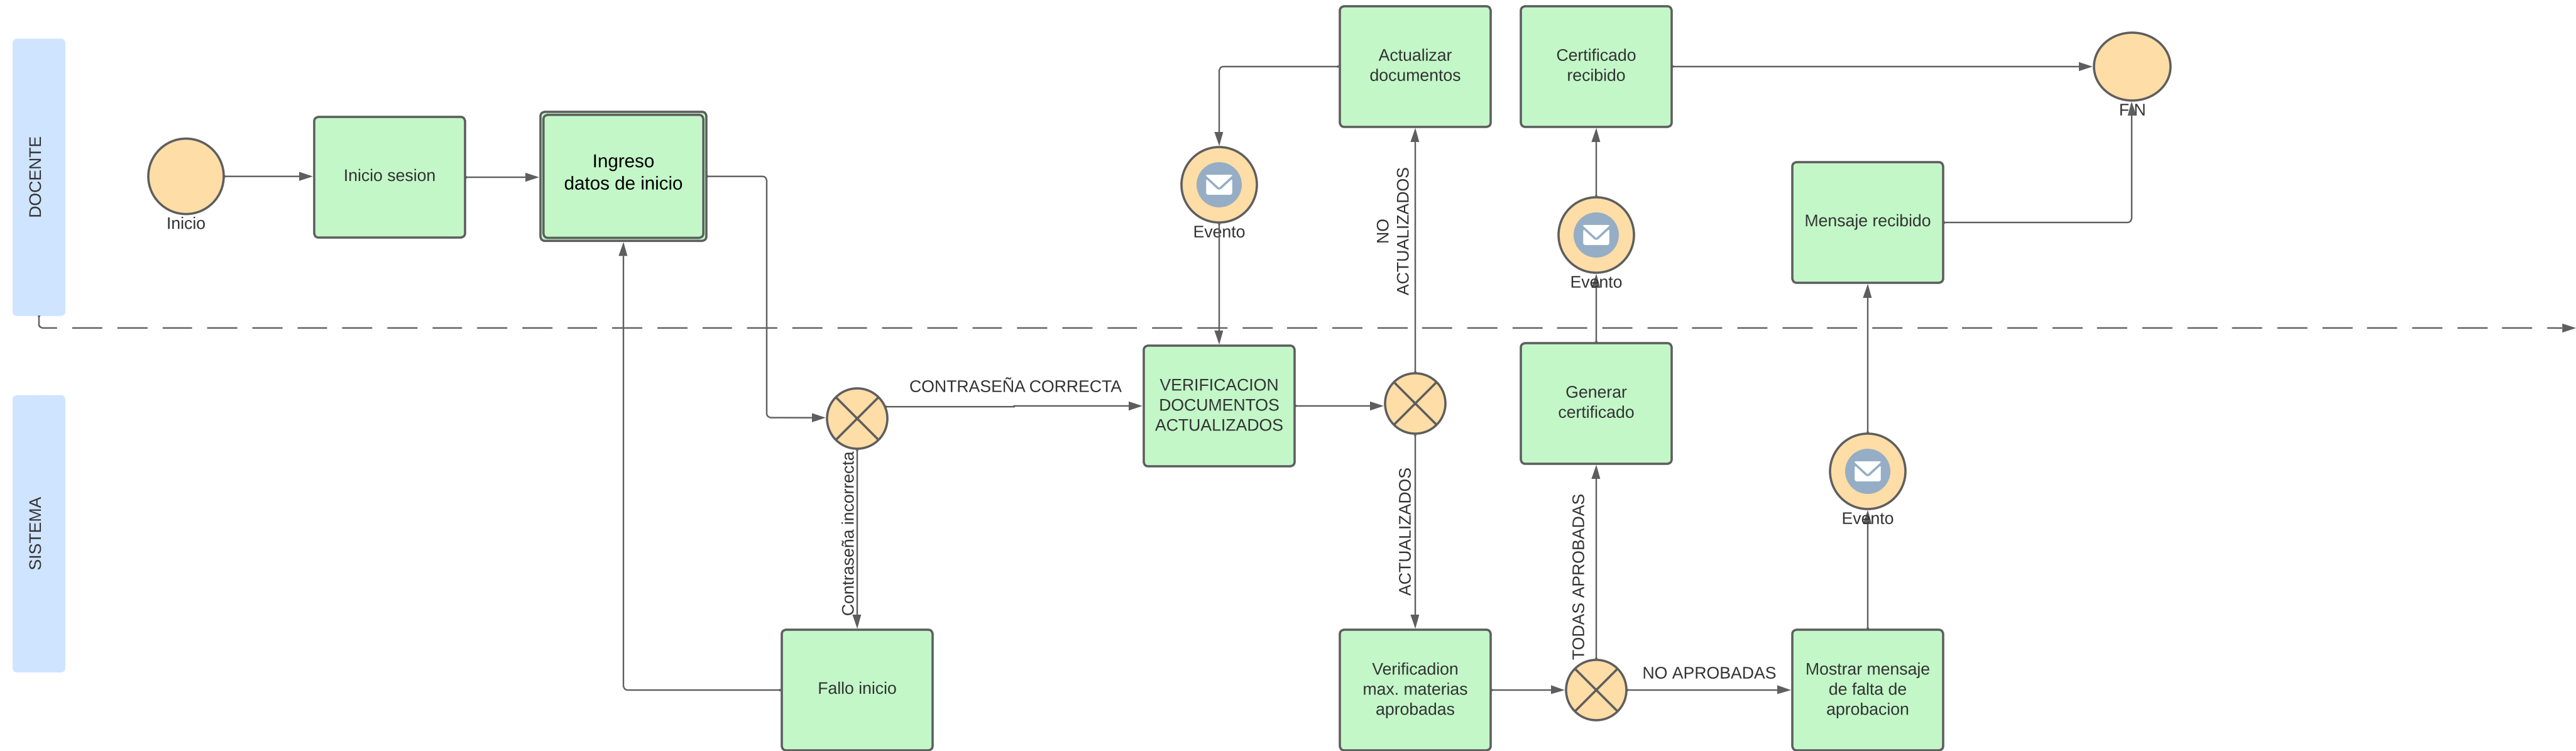 DOCENTE
Inicio
Inicio sesion
Ingreso
datos de inicio
Evento
Actualizar
documentos
NO
ACTUALIZADOS
Certificado
recibido
Evento
Mensaje recibido
FIN
SISTEMA
CONTRASEÑA CORRECTA
Contraseña incorrecta
Fallo inicio
VERIFICACION
DOCUMENTOS
ACTUALIZADOS
ACTUALIZADOS
Verificadion
max. materias
aprobadas
TODAS APROBADAS
Generar
certificado
NO APROBADAS
Mostrar mensaje
de falta de
aprobacion
Evento